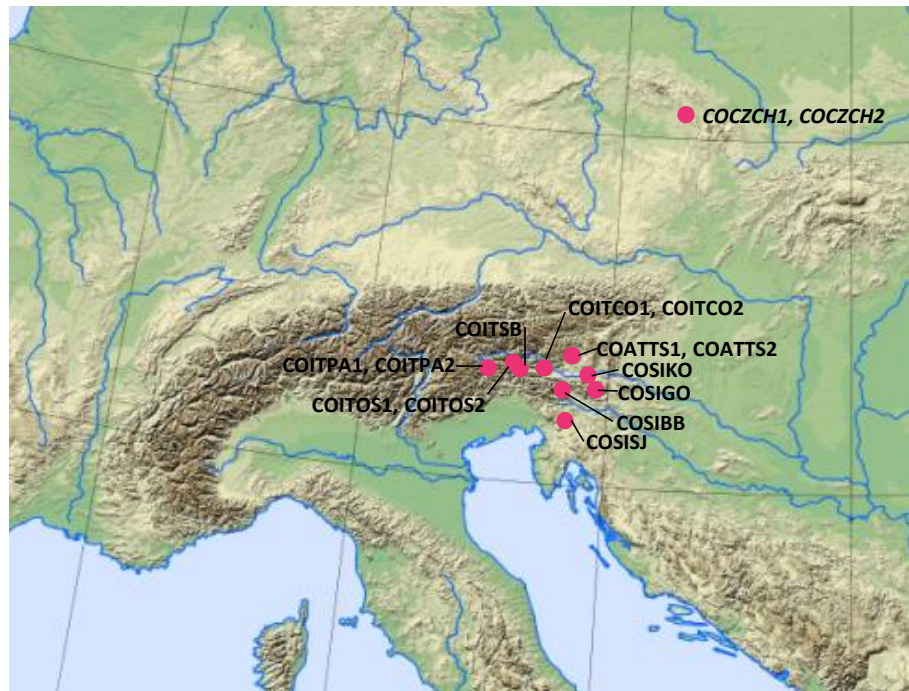 COCZCH1, COCZCH2
COITCO1, COITCO2
COITSB
COATTS1, COATTS2
COITPA1, COITPA2
COSIKO
COSIGO
COITOS1, COITOS2
COSIBB
COSISJ